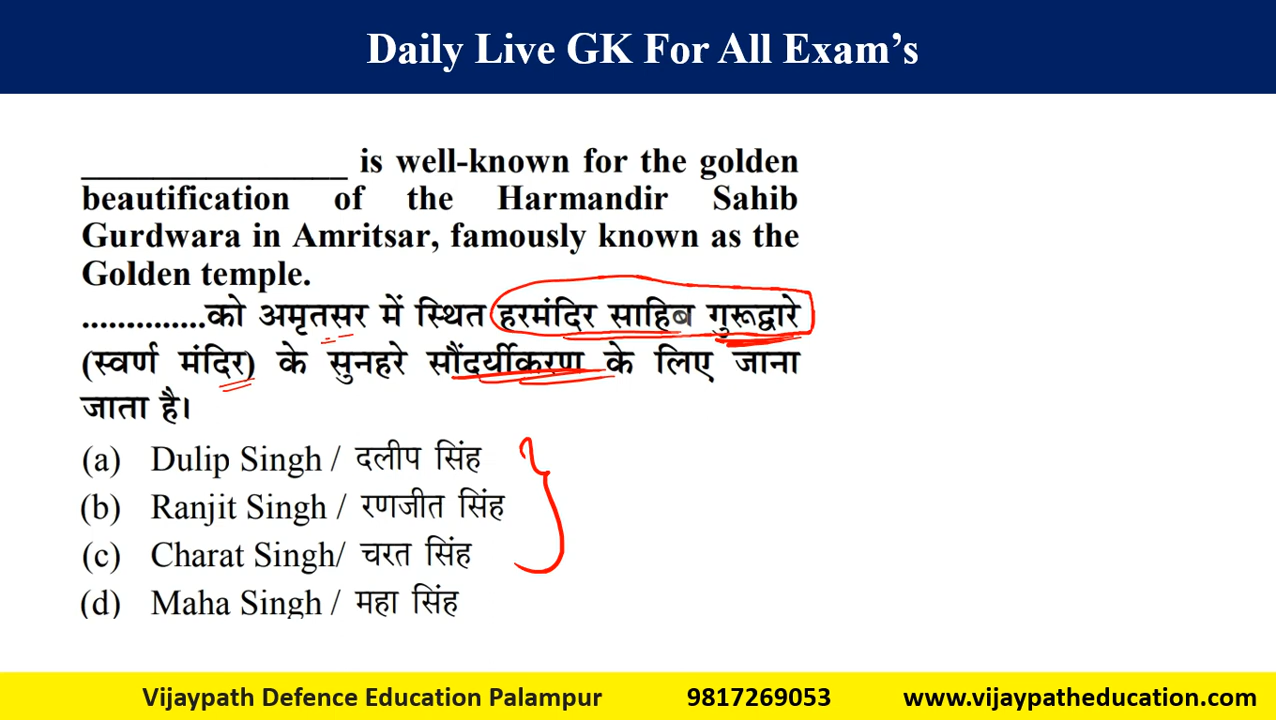 Daily Live GK For All Exam's
________________ is well-known for the golden
beautification of the Harmandir Sahib
Gurdwara in Amritsar, famously known as the
Golden temple.
..............को अमृतसर में स्थित हरमंदिर साहिब गुरूद्वारे
(स्वर्ण मंदिर) के सुनहरे सौंदर्यीकरण के लिए जाना
जाता है।
(a) Dulip Singh / दलीप सिंह
(b) Ranjit Singh / रणजीत सिंह
(c) Charat Singh/ चरत सिंह
(d) Maha Singh / महा सिंह
Vijaypath Defence Education Palampur 9817269053 www.vijaypatheducation.com